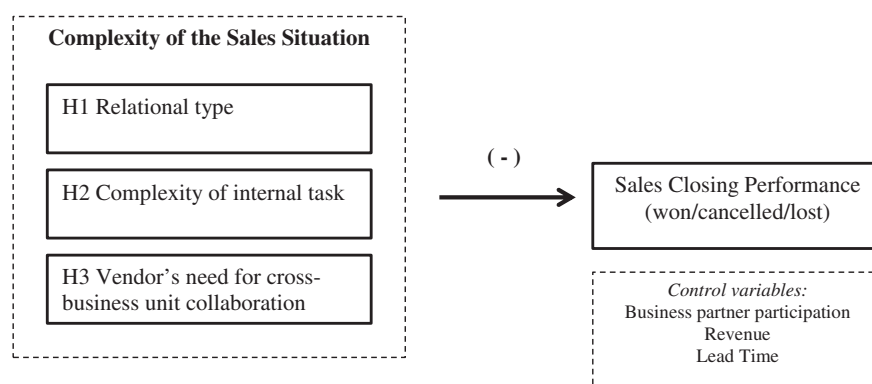 Complexity of the Sales Situation
H1 Relational type
H2 Complexity of internal task
H3 Vendor's need for cross-
business unit collaboration
( - )
Sales Closing Performance
(won/cancelled/lost)
Control variables:
Business partner participation
Revenue
Lead Time